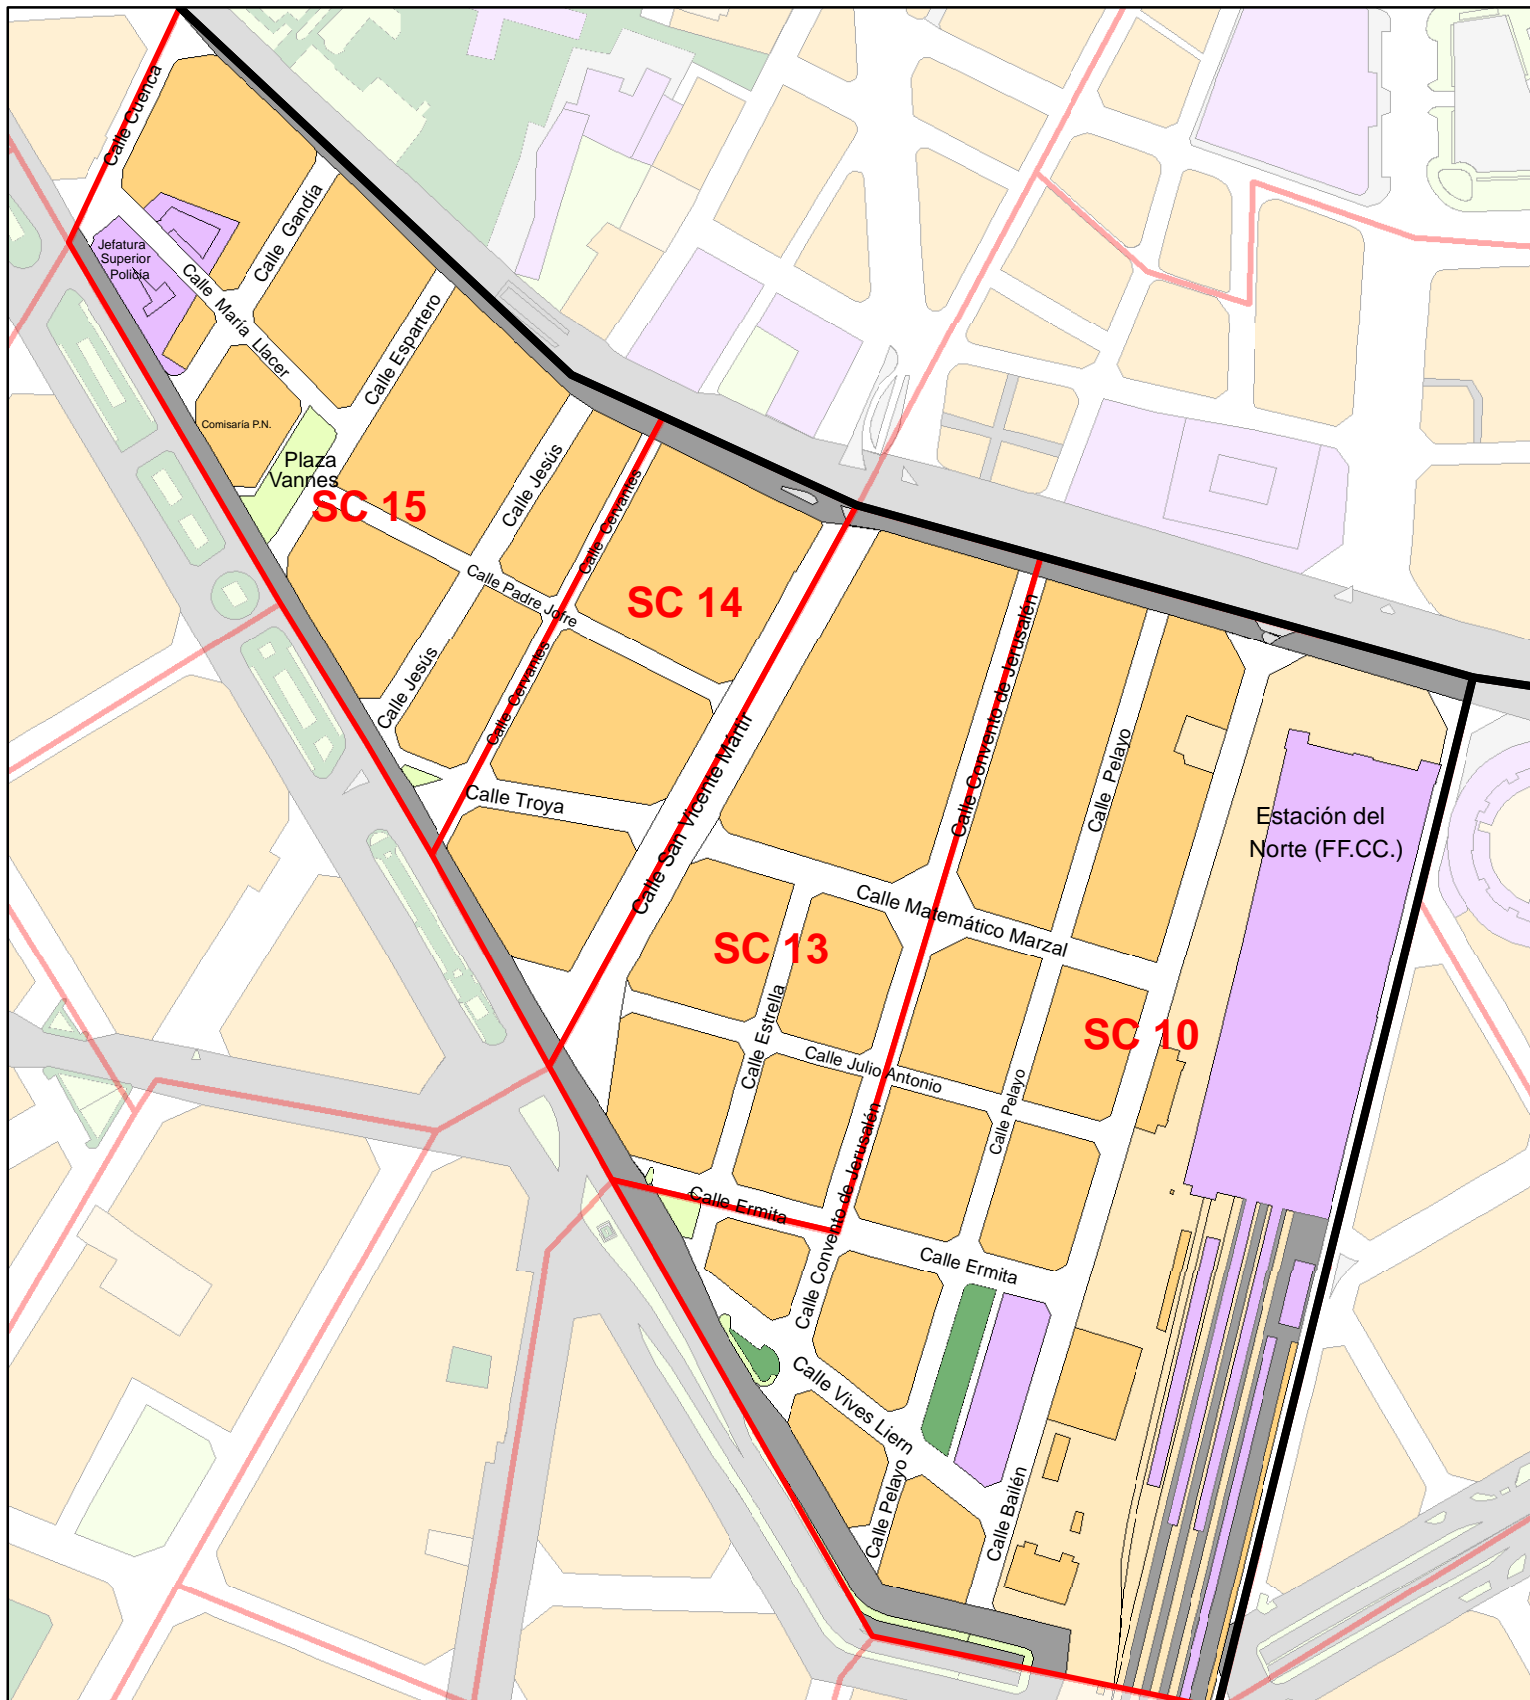 Calle Cuenca
Calle Gandía
Jefatura
Superior
Policía
Calle María Llacer
Calle Espartero
Comisaría P.N.
Plaza
Vannes
SC 15
Calle Jesús
Calle Cervantes
Calle Padre Jofre
SC 14
Calle Jesús
Calle Cervantes
Calle Convento de Jerusalén
Calle San Vicente Mártir
Calle Pelayo
Calle Troya
Estación del
Norte (FF.CC.)
Calle Matemático Marzal
SC 13
Calle Estrella
SC 10
Calle Julio Antonio
Calle Pelayo
Calle Convento de Jerusalén
Calle Ermita
Calle Ermita
Calle Vives Liern
Calle Pelayo
Calle Bailén